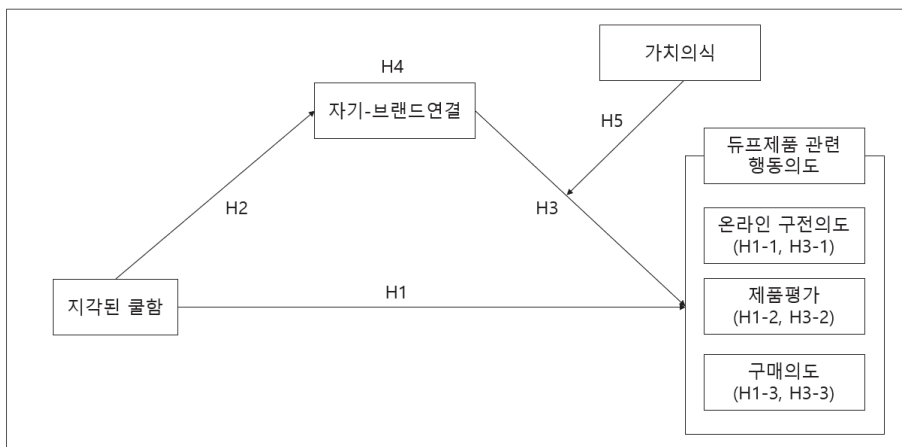 가치의식
H4
자기-브랜드연결
H5
듀프제품 관련
행동의도
H2
H3
온라인 구전의도
(H1-1, H3-1)
지각된 쿨함
H1
제품평가
(H1-2, H3-2)
구매의도
(H1-3, H3-3)